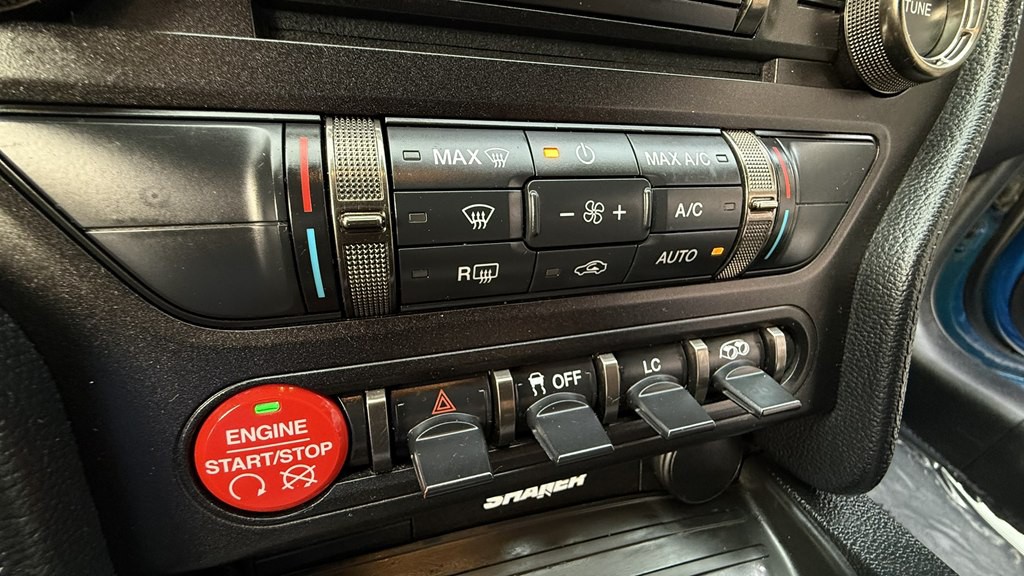 TUNE
MAX
MAX A/C
- +
A/C
R
AUTO
OFF
LC
ENGINE
START/STOP